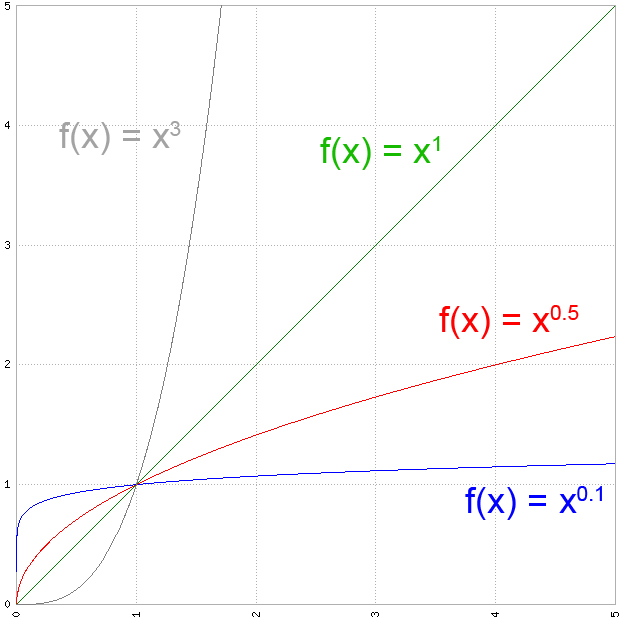 5
4
3
2
1
0
f(x) = x³
f(x) = x¹
f(x) = x⁰·⁵
f(x) = x⁰·¹
0 1 2 3 4 5